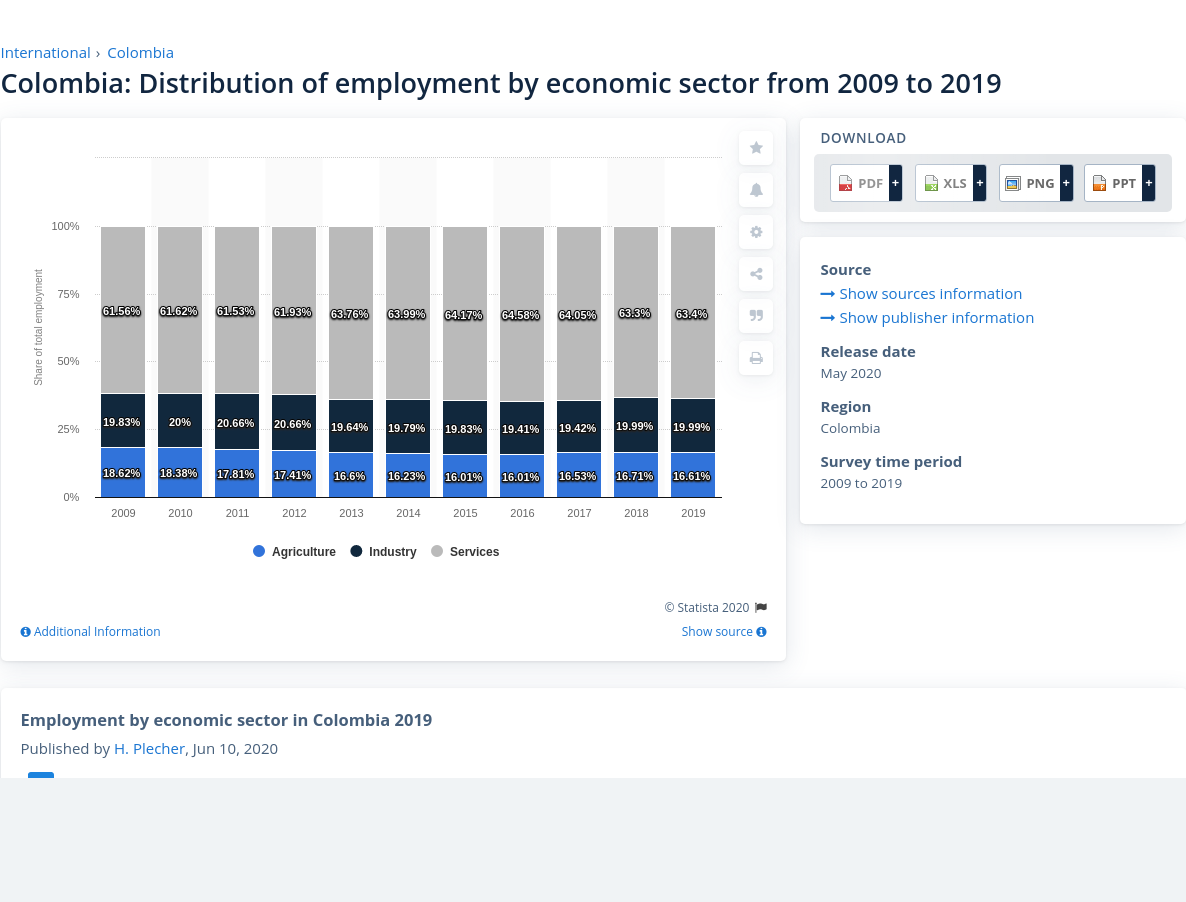 International › Colombia
Colombia: Distribution of employment by economic sector from 2009 to 2019
Share of total employment
100%
75%
50%
25%
0%
61.56% 61.62% 61.53% 61.93% 63.76% 63.99% 64.17% 64.58% 64.05% 63.3% 63.4%
19.83% 20% 20.66% 20.66% 19.64% 19.79% 19.83% 19.41% 19.42% 19.99% 19.99%
18.62% 18.38% 17.81% 17.41% 16.6% 16.23% 16.01% 16.01% 16.53% 16.71% 16.61%
2009 2010 2011 2012 2013 2014 2015 2016 2017 2018 2019
Agriculture Industry Services
© Statista 2020
Additional Information Show source
DOWNLOAD
PDF + XLS + PNG + PPT +
Source
Show sources information
Show publisher information
Release date
May 2020
Region
Colombia
Survey time period
2009 to 2019
Employment by economic sector in Colombia 2019
Published by H. Plecher, Jun 10, 2020